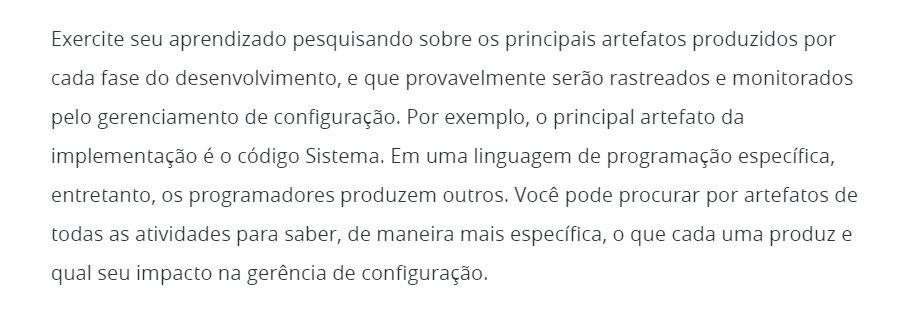 Exercite seu aprendizado pesquisando sobre os principais artefatos produzidos por
cada fase do desenvolvimento, e que provavelmente serão rastreados e monitorados
pelo gerenciamento de configuração. Por exemplo, o principal artefato da
implementação é o código Sistema. Em uma linguagem de programação específica,
entretanto, os programadores produzem outros. Você pode procurar por artefatos de
todas as atividades para saber, de maneira mais específica, o que cada uma produz e
qual seu impacto na gerência de configuração.